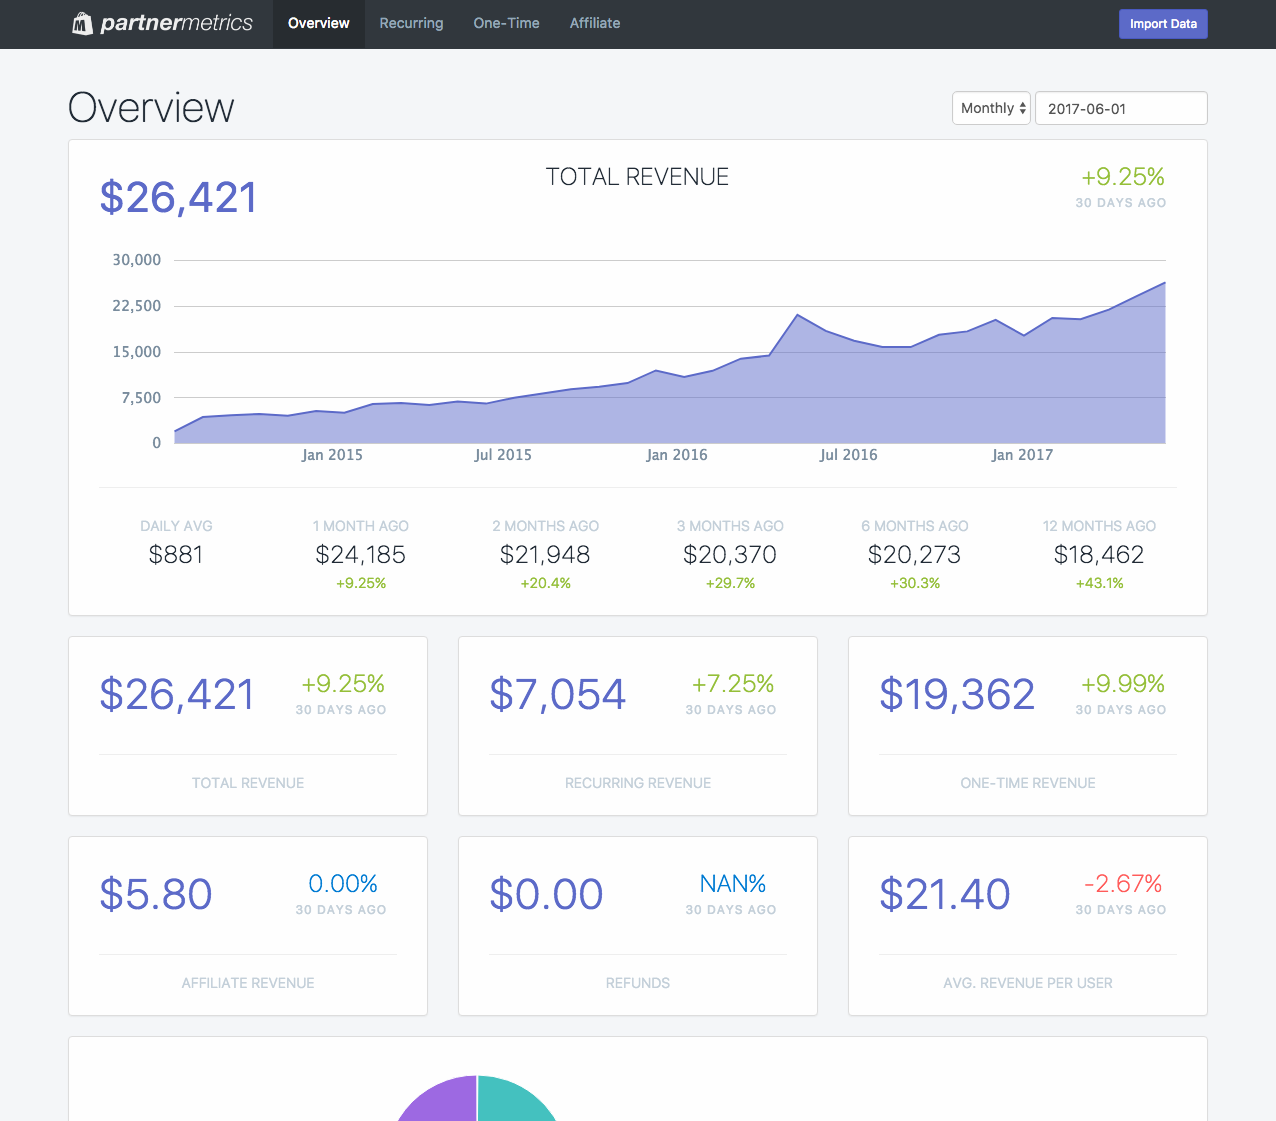 partnermetrics Overview Recurring One-Time Affiliate Import Data
Overview Monthly 2017-06-01
$26,421 TOTAL REVENUE +9.25%
30 DAYS AGO
30,000
22,500
15,000
7,500
0
Jan 2015 Jul 2015 Jan 2016 Jul 2016 Jan 2017
DAILY AVG 1 MONTH AGO 2 MONTHS AGO 3 MONTHS AGO 6 MONTHS AGO 12 MONTHS AGO
$881 $24,185 $21,948 $20,370 $20,273 $18,462
+9.25% +20.4% +29.7% +30.3% +43.1%
$26,421 +9.25% $7,054 +7.25% $19,362 +9.99%
30 DAYS AGO 30 DAYS AGO 30 DAYS AGO
TOTAL REVENUE RECURRING REVENUE ONE-TIME REVENUE
$5.80 0.00% $0.00 NAN% $21.40 -2.67%
30 DAYS AGO 30 DAYS AGO 30 DAYS AGO
AFFILIATE REVENUE REFUNDS AVG. REVENUE PER USER